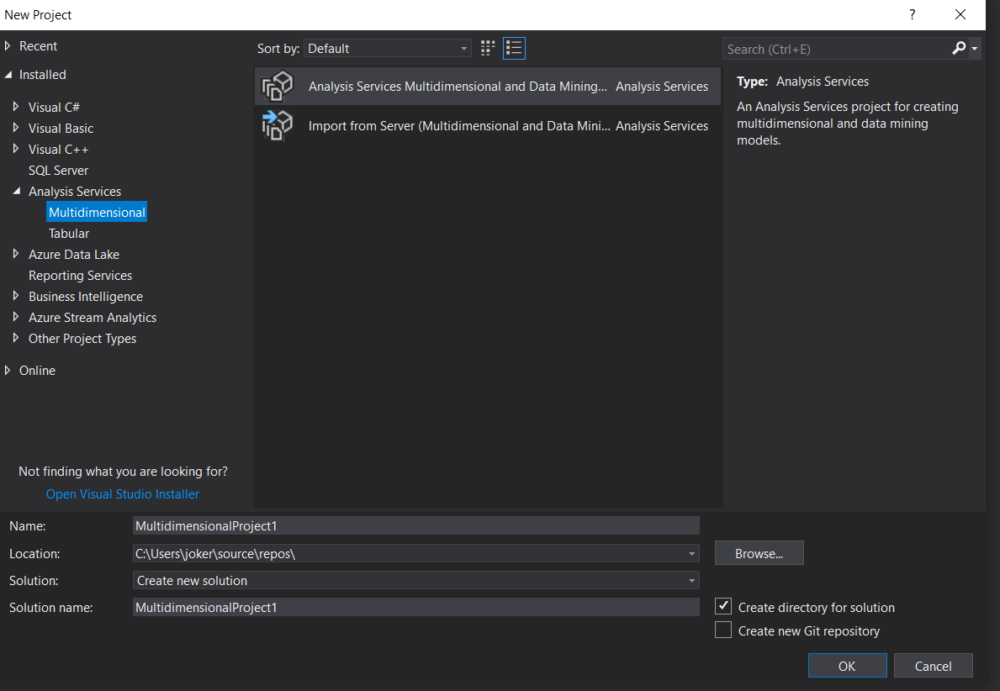 New Project
?
Recent
Installed
Visual C#
Visual Basic
Visual C++
SQL Server
Analysis Services
Multidimensional
Tabular
Azure Data Lake
Reporting Services
Business Intelligence
Azure Stream Analytics
Other Project Types
Online
Not finding what you are looking for?
Open Visual Studio Installer
Sort by: Default
Analysis Services Multidimensional and Data Mining... Analysis Services
Import from Server (Multidimensional and Data Mini... Analysis Services
Search (Ctrl+E)
Type: Analysis Services
An Analysis Services project for creating
multidimensional and data mining
models.
Name: MultidimensionalProject1
Location: C:\Users\joker\source\repos\ Browse...
Solution: Create new solution
Solution name: MultidimensionalProject1
Create directory for solution
Create new Git repository
OK Cancel